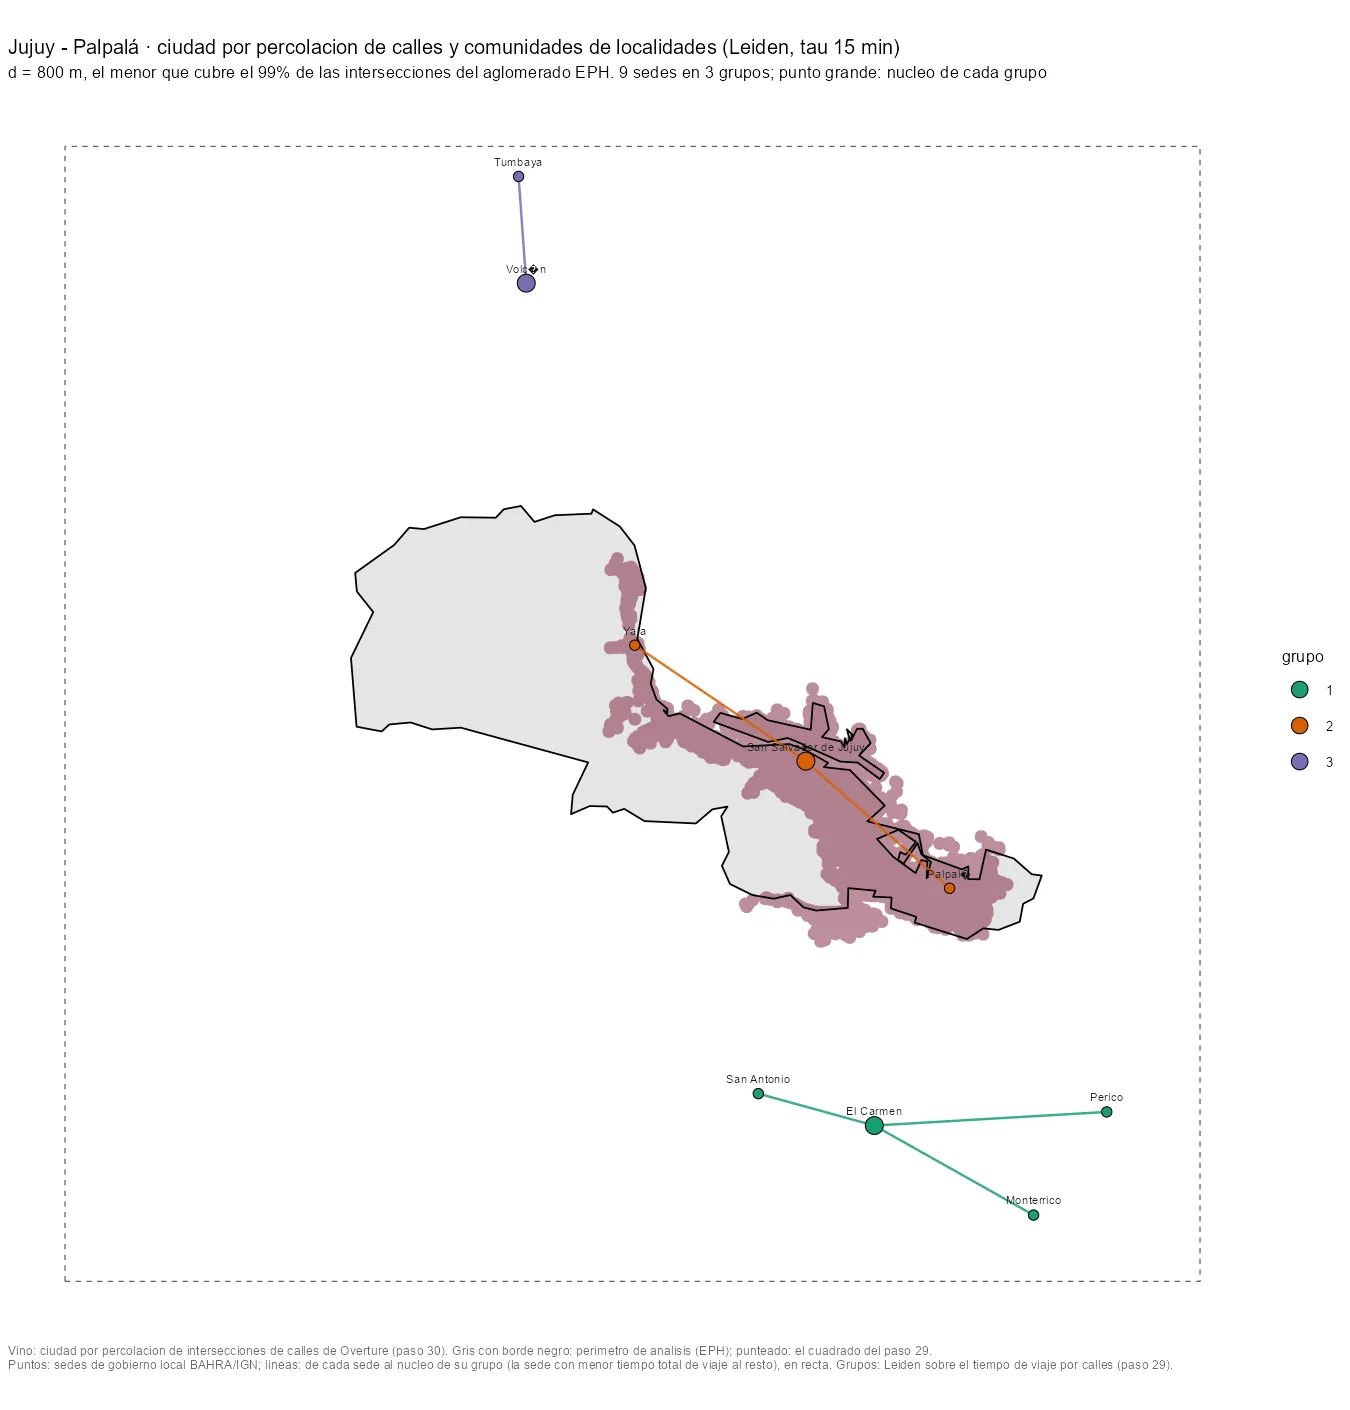 Jujuy - Palpalá · ciudad por percolacion de calles y comunidades de localidades (Leiden, tau 15 min)
d = 800 m, el menor que cubre el 99% de las intersecciones del aglomerado EPH. 9 sedes en 3 grupos; punto grande: nucleo de cada grupo
Tumbaya
Volc�n
Yala
San Salvador de Jujuy
Palpal�
grupo
1
2
3
San Antonio
El Carmen
Perico
Monterrico
Vino: ciudad por percolacion de intersecciones de calles de Overture (paso 30). Gris con borde negro: perimetro de analisis (EPH); punteado: el cuadrado del paso 29.
Puntos: sedes de gobierno local BAHRA/IGN; lineas: de cada sede al nucleo de su grupo (la sede con menor tiempo total de viaje al resto), en recta. Grupos: Leiden sobre el tiempo de viaje por calles (paso 29).